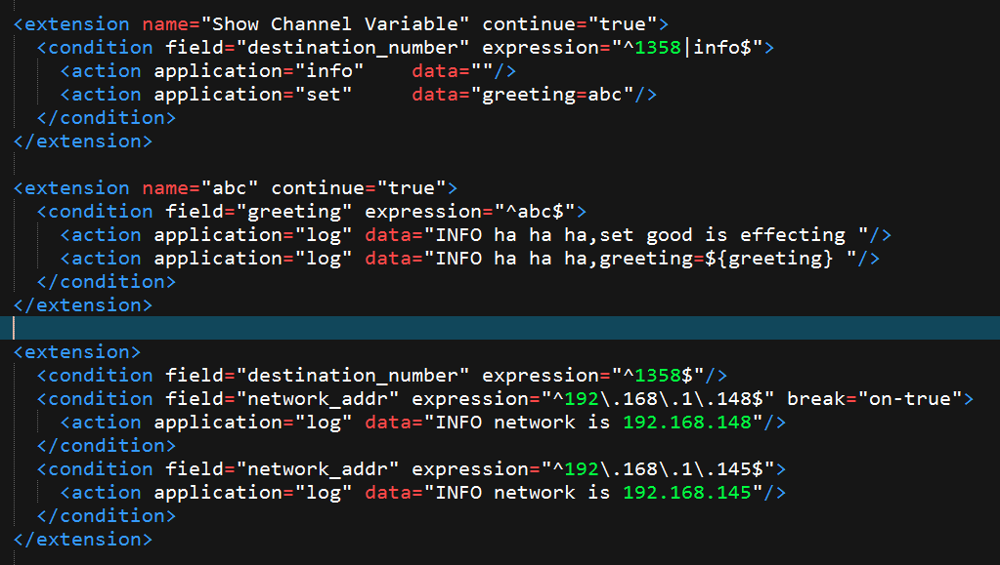 <extension name="Show Channel Variable" continue="true">
  <condition field="destination_number" expression="^1358|info$">
    <action application="info"    data=""/>
    <action application="set"     data="greeting=abc"/>
  </condition>
</extension>

<extension name="abc" continue="true">
  <condition field="greeting" expression="^abc$">
    <action application="log" data="INFO ha ha ha,set good is effecting "/>
    <action application="log" data="INFO ha ha ha,greeting=${greeting} "/>
  </condition>
</extension>

<extension>
  <condition field="destination_number" expression="^1358$"/>
  <condition field="network_addr" expression="^192\.168\.1\.148$" break="on-true">
    <action application="log" data="INFO network is 192.168.148"/>
  </condition>
  <condition field="network_addr" expression="^192\.168\.1\.145$">
    <action application="log" data="INFO network is 192.168.145"/>
  </condition>
</extension>